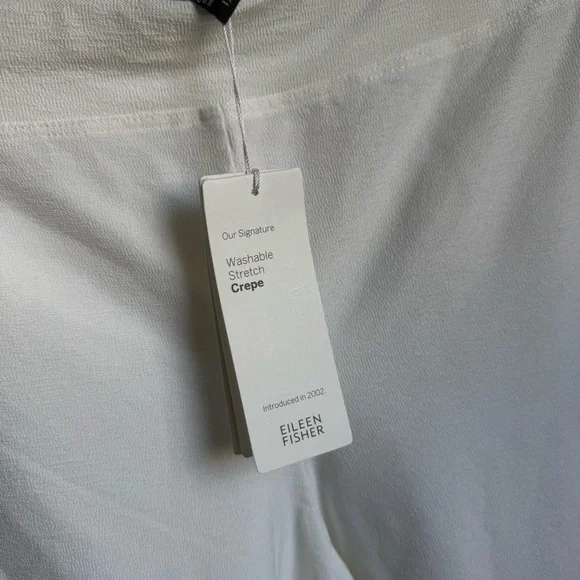 Our Signature
Washable
Stretch
Crepe
Introduced in 2002.
EILEEN
FISHER